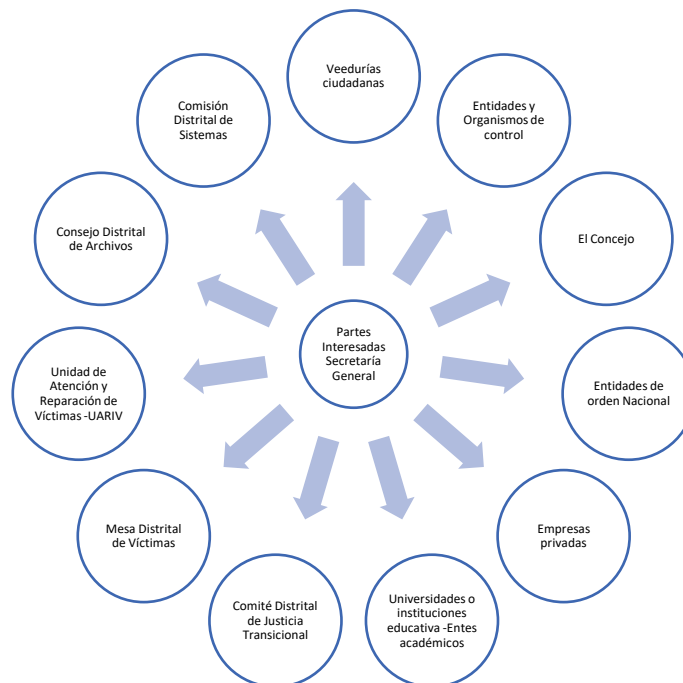 Veedurías
ciudadanas
Entidades y
Organismos de
control
El Concejo
Entidades de
orden Nacional
Empresas
privadas
Universidades o
instituciones
educativa -Entes
académicos
Comité Distrital
de Justicia
Transicional
Mesa Distrital
de Víctimas
Unidad de
Atención y
Reparación de
Víctimas -UARIV
Consejo Distrital
de Archivos
Comisión
Distrital de
Sistemas
Partes
Interesadas
Secretaría
General